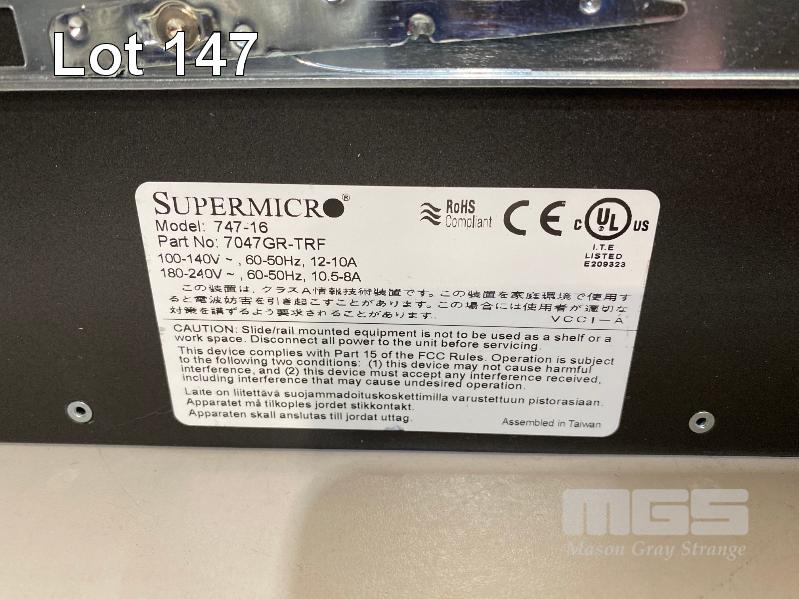 Lot 147
SUPERMICRO®
Model: 747-16
Part No: 7047GR-TRF
100-140V ~ , 60-50Hz, 12-10A
180-240V ~ , 60-50Hz, 10.5-8A
RoHS
Compliant
CE
C UL US
I.T.E
LISTED
E209323
この装置は､クラスA情報技術装置です｡この装置を家庭環境で使用す
ると電波妨害を引き起こすことがあります｡この場合には使用者が適切な
対策を講ずるよう要求されることがあります｡ VCCI-A
CAUTION: Slide/rail mounted equipment is not to be used as a shelf or a
work space. Disconnect all power to the unit before servicing.
This device complies with Part 15 of the FCC Rules. Operation is subject
to the following two conditions: (1) this device may not cause harmful
interference, and (2) this device must accept any interference received,
including interference that may cause undesired operation.
Laite on liitettävä suojammadoituskoskettimilla varustettuun pistorasiaan.
Apparatet må tilkoples jordet stikkontakt.
Apparaten skall anslutas till jordat uttag.
Assembled in Taiwan
MGS
Mason Gray Strange